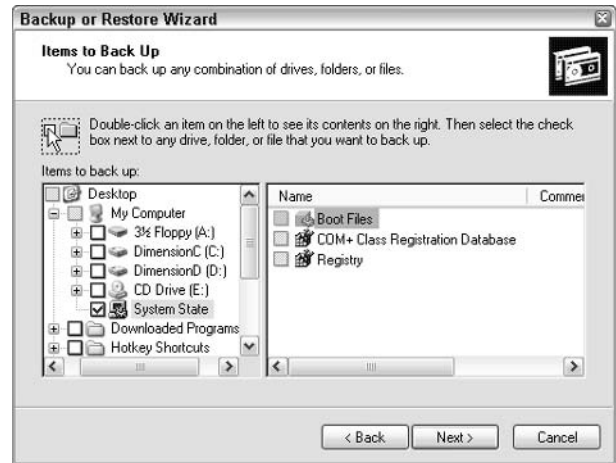 Backup or Restore Wizard
Items to Back Up
You can back up any combination of drives, folders, or files.
Double-click an item on the left to see its contents on the right. Then select the check
box next to any drive, folder, or file that you want to back up.
Items to back up:
Desktop
My Computer
3½ Floppy (A:)
DimensionC (C:)
DimensionD (D:)
CD Drive (E:)
System State
Downloaded Programs
Hotkey Shortcuts
Name
Commen
Boot Files
COM+ Class Registration Database
Registry
< Back
Next >
Cancel